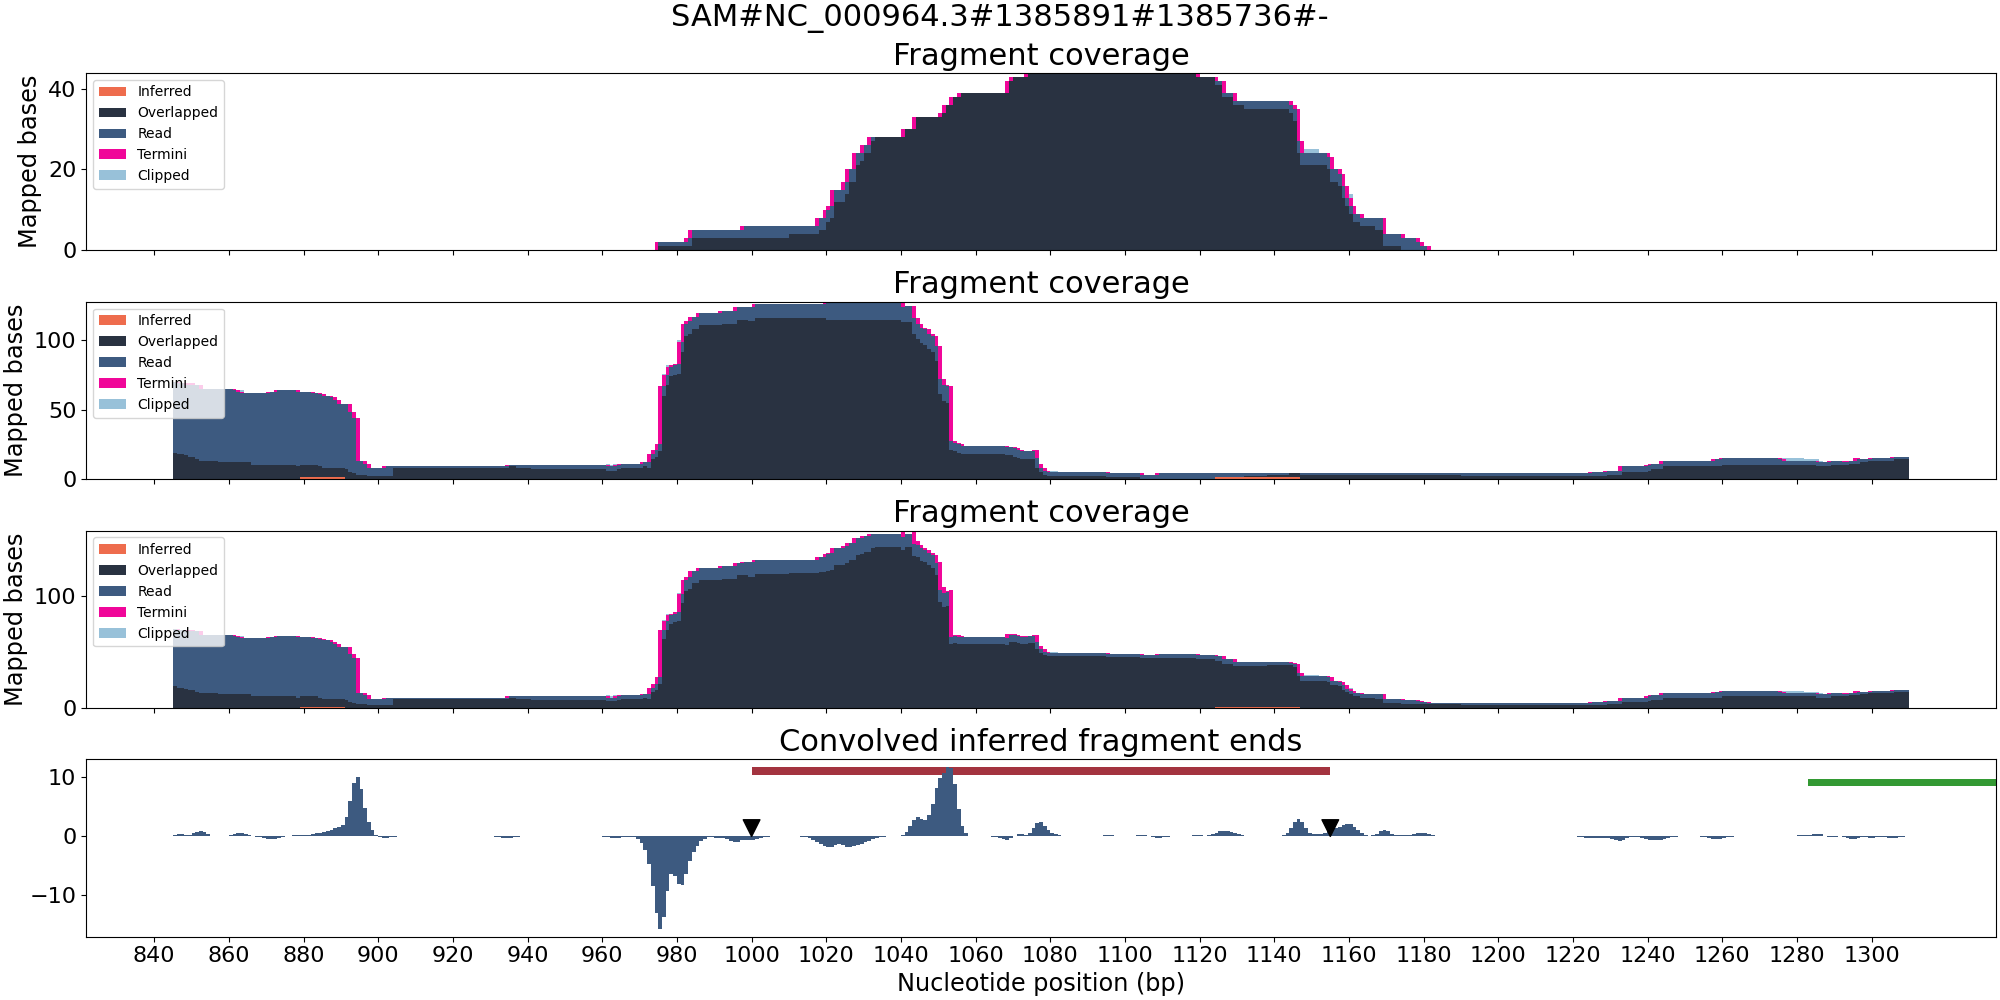 SAM#NC_000964.3#1385891#1385736#-
Fragment coverage
Mapped bases
40
20
0
Inferred
Overlapped
Read
Termini
Clipped
Fragment coverage
Mapped bases
100
50
0
Inferred
Overlapped
Read
Termini
Clipped
Fragment coverage
Mapped bases
100
0
Inferred
Overlapped
Read
Termini
Clipped
Convolved inferred fragment ends
10
0
−10
840 860 880 900 920 940 960 980 1000 1020 1040 1060 1080 1100 1120 1140 1160 1180 1200 1220 1240 1260 1280 1300
Nucleotide position (bp)